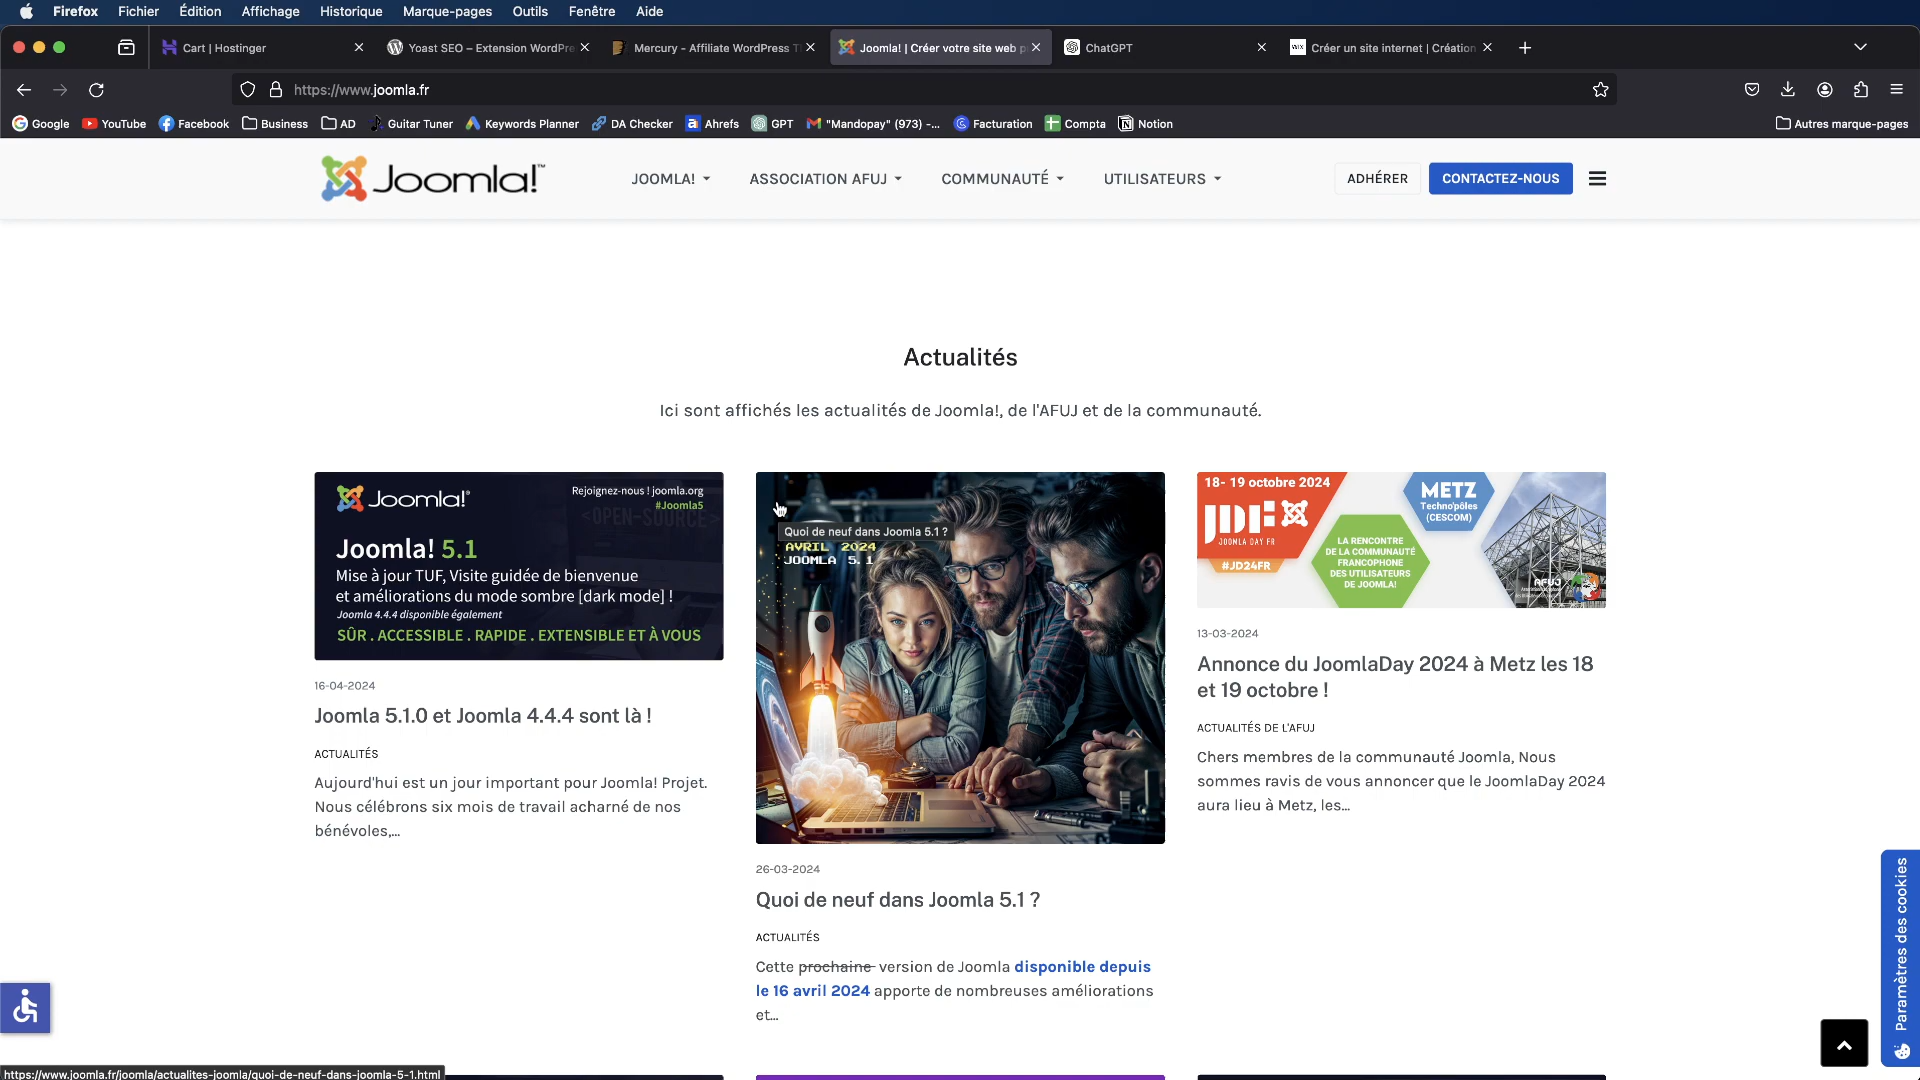 Firefox Fichier Édition Affichage Historique Marque-pages Outils Fenêtre Aide
Cart | Hostinger
Yoast SEO – Extension WordPre
Mercury - Affiliate WordPress T
Joomla! | Créer votre site web p
ChatGPT
WIX
Créer un site internet | Création
https://www.joomla.fr
Google YouTube Facebook Business AD Guitar Tuner Keywords Planner DA Checker Ahrefs GPT "Mandopay" (973) -... Facturation Compta Notion Autres marque-pages
Joomla!™
JOOMLA! ASSOCIATION AFUJ COMMUNAUTÉ UTILISATEURS
ADHÉRER CONTACTEZ-NOUS
Actualités
Ici sont affichés les actualités de Joomla!, de l'AFUJ et de la communauté.
Joomla!®
Rejoignez-nous ! joomla.org
#Joomla5
<OPEN-SOURCE>
Joomla! 5.1
Mise à jour TUF, Visite guidée de bienvenue
et améliorations du mode sombre [dark mode] !
Joomla 4.4.4 disponible également
SÛR . ACCESSIBLE . RAPIDE . EXTENSIBLE ET À VOUS
16-04-2024
Joomla 5.1.0 et Joomla 4.4.4 sont là !
ACTUALITÉS
Aujourd'hui est un jour important pour Joomla! Projet.
Nous célébrons six mois de travail acharné de nos
bénévoles,...
Quoi de neuf dans Joomla 5.1 ?
AVRIL 2024
JOOMLA 5.1
26-03-2024
Quoi de neuf dans Joomla 5.1 ?
ACTUALITÉS
Cette prochaine version de Joomla disponible depuis
le 16 avril 2024 apporte de nombreuses améliorations
et...
18- 19 octobre 2024
JDE
JOOMLA DAY FR
#JD24FR
METZ
Techno'pôles
(CESCOM)
LA RENCONTRE
DE LA COMMUNAUTÉ
FRANCOPHONE
DES UTILISATEURS
DE JOOMLA!
AFUJ
13-03-2024
Annonce du JoomlaDay 2024 à Metz les 18
et 19 octobre !
ACTUALITÉS DE L'AFUJ
Chers membres de la communauté Joomla, Nous
sommes ravis de vous annoncer que le JoomlaDay 2024
aura lieu à Metz, les...
Paramètres des cookies
https://www.joomla.fr/joomla/actualites-joomla/quoi-de-neuf-dans-joomla-5-1.html